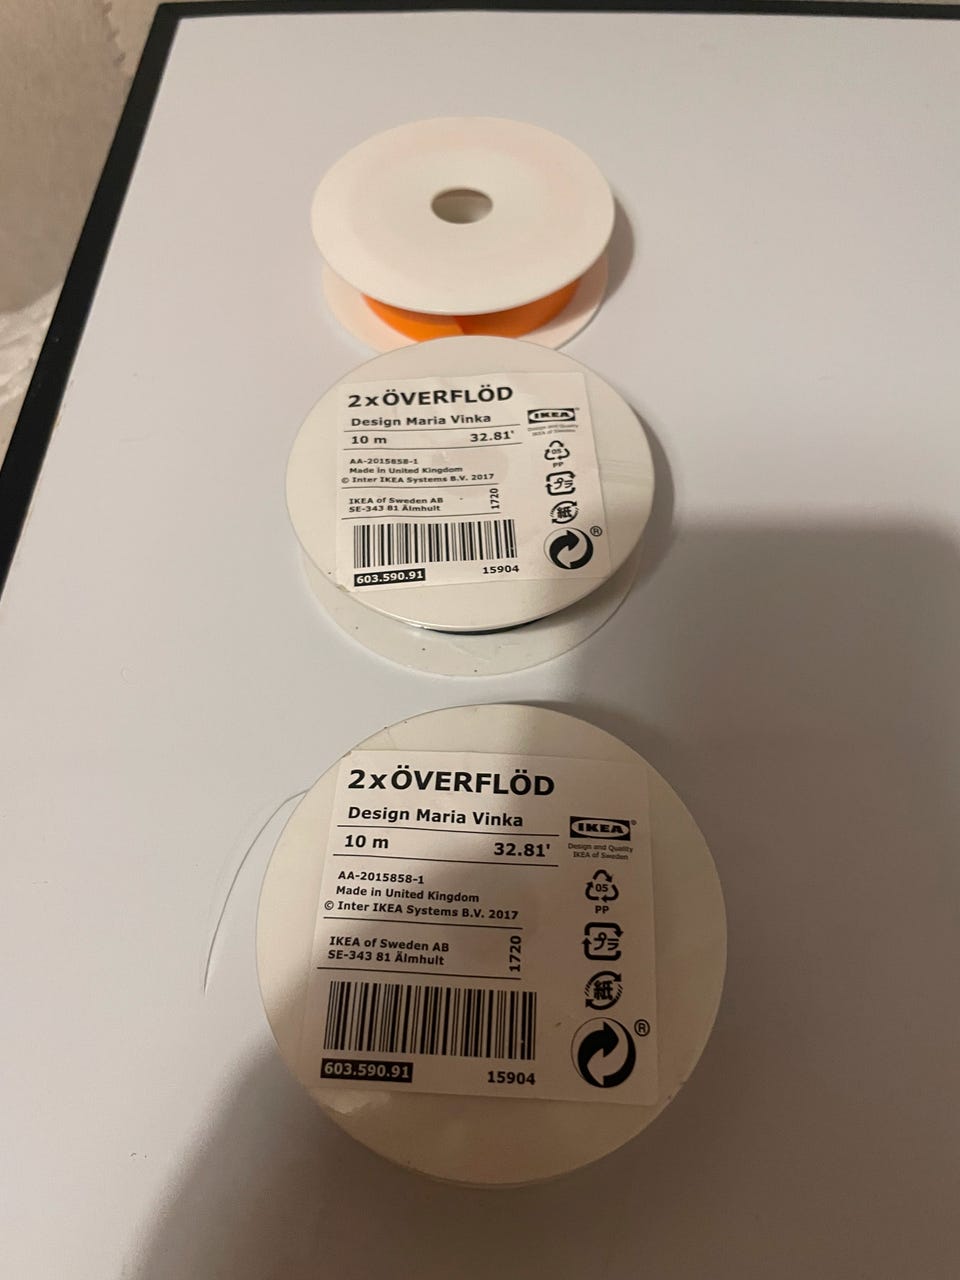 2xÖVERFLÖD
Design Maria Vinka
10 m 32.81'
AA-2015858-1
Made in United Kingdom
© Inter IKEA Systems B.V. 2017
IKEA of Sweden AB
SE-343 81 Älmhult
1720
603.590.91 15904
IKEA®
Design and Quality
IKEA of Sweden
05
PP
プラ
紙
®
2xÖVERFLÖD
Design Maria Vinka
10 m 32.81'
AA-2015858-1
Made in United Kingdom
© Inter IKEA Systems B.V. 2017
IKEA of Sweden AB
SE-343 81 Älmhult
1720
603.590.91 15904
IKEA®
Design and Quality
IKEA of Sweden
05
PP
プラ
紙
®